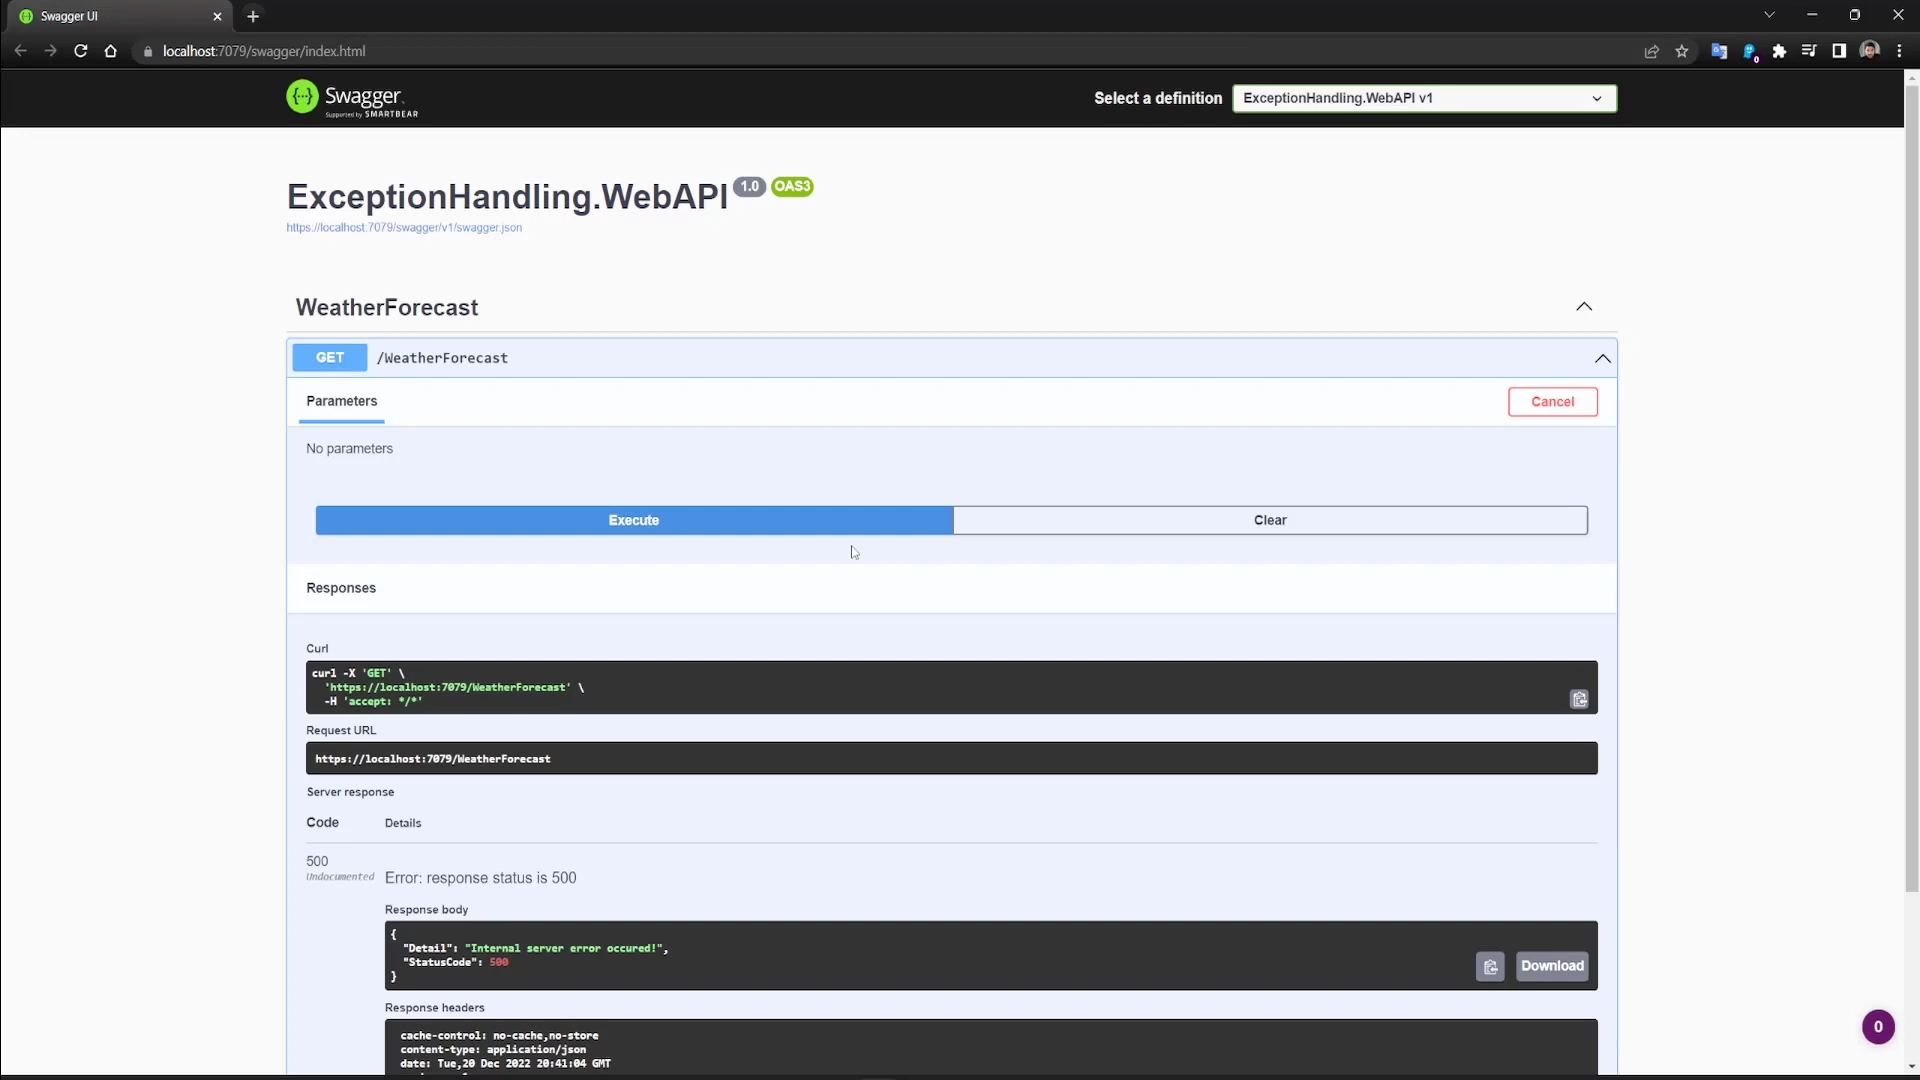 Swagger UI
localhost:7079/swagger/index.html
0
Swagger
Supported by SMARTBEAR
Select a definition
ExceptionHandling.WebAPI v1
ExceptionHandling.WebAPI 1.0 OAS3
https://localhost:7079/swagger/v1/swagger.json
WeatherForecast
GET /WeatherForecast
Parameters
Cancel
No parameters
Execute
Clear
Responses
Curl
curl -X 'GET' \
'https://localhost:7079/WeatherForecast' \
-H 'accept: */*'
Request URL
https://localhost:7079/WeatherForecast
Server response
Code Details
500
Undocumented
Error: response status is 500
Response body
{
"Detail": "Internal server error occured!",
"StatusCode": 500
}
Download
Response headers
cache-control: no-cache,no-store
content-type: application/json
date: Tue,20 Dec 2022 20:41:04 GMT
0